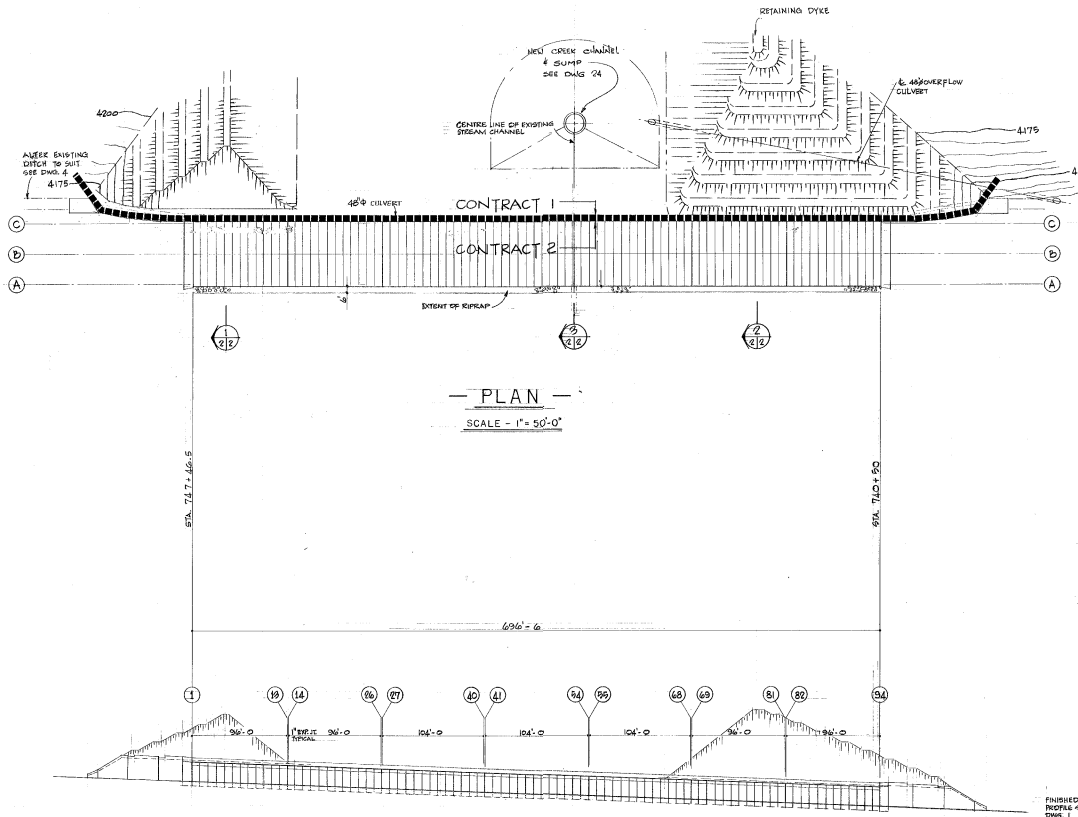 RETAINING DYKE
NEW CREEK CHANNEL
& SUMP
SEE DWG 24
℄ 48"ø OVERFLOW
CULVERT
4200
CENTRE LINE OF EXISTING
STREAM CHANNEL
4175
ALTER EXISTING
DITCH TO SUIT
SEE DWG. 4
4175
48"Φ CULVERT
CONTRACT 1
CONTRACT 2
C
C
B
B
A
A
6'
EXTENT OF RIPRAP
1
2 2
3
2 2
2
2 2
— PLAN —
SCALE - 1" = 50'-0"
STA. 747 + 46.5
STA. 740 + 50
696'-6
1
13
14
26
27
40
41
54
55
68
69
81
82
94
96'-0
1" EXP. JT.
TYPICAL
96'-0
104'-0
104'-0
104'-0
96'-0
96'-0
FINISHED
PROFILE
DWG. 1